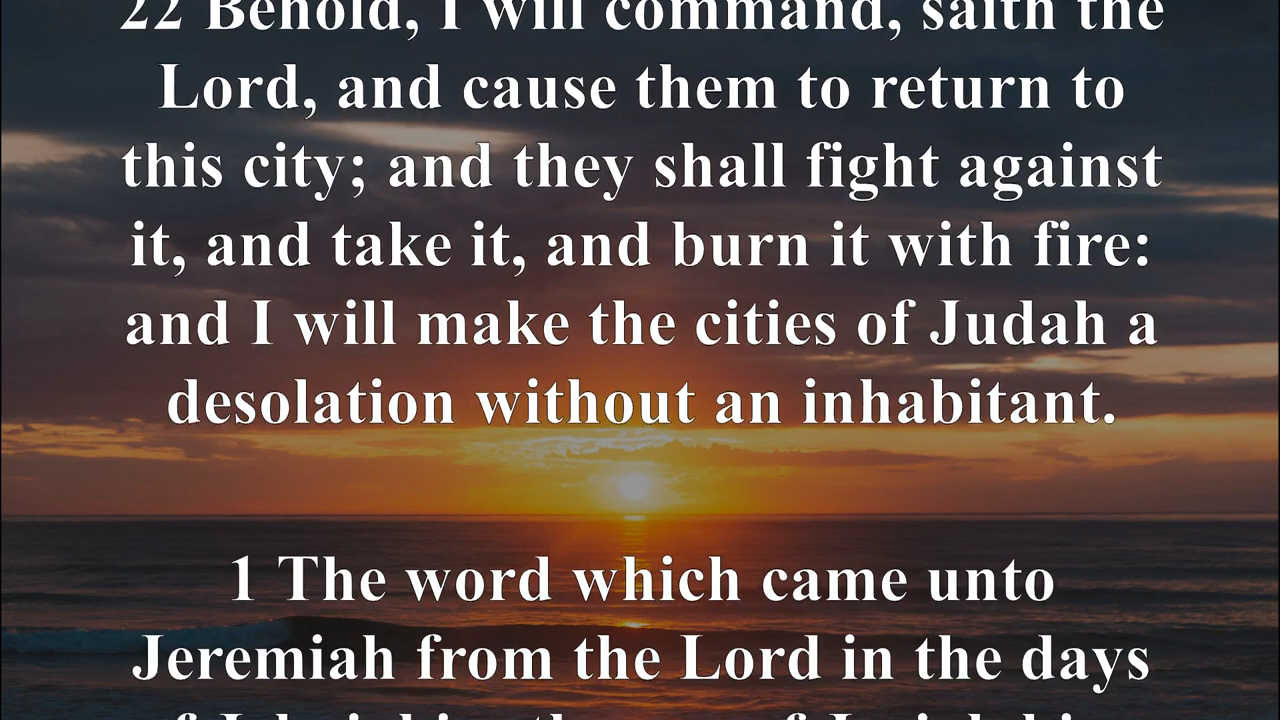 22 Behold, I will command, saith the
Lord, and cause them to return to
this city; and they shall fight against
it, and take it, and burn it with fire:
and I will make the cities of Judah a
desolation without an inhabitant.
1 The word which came unto
Jeremiah from the Lord in the days